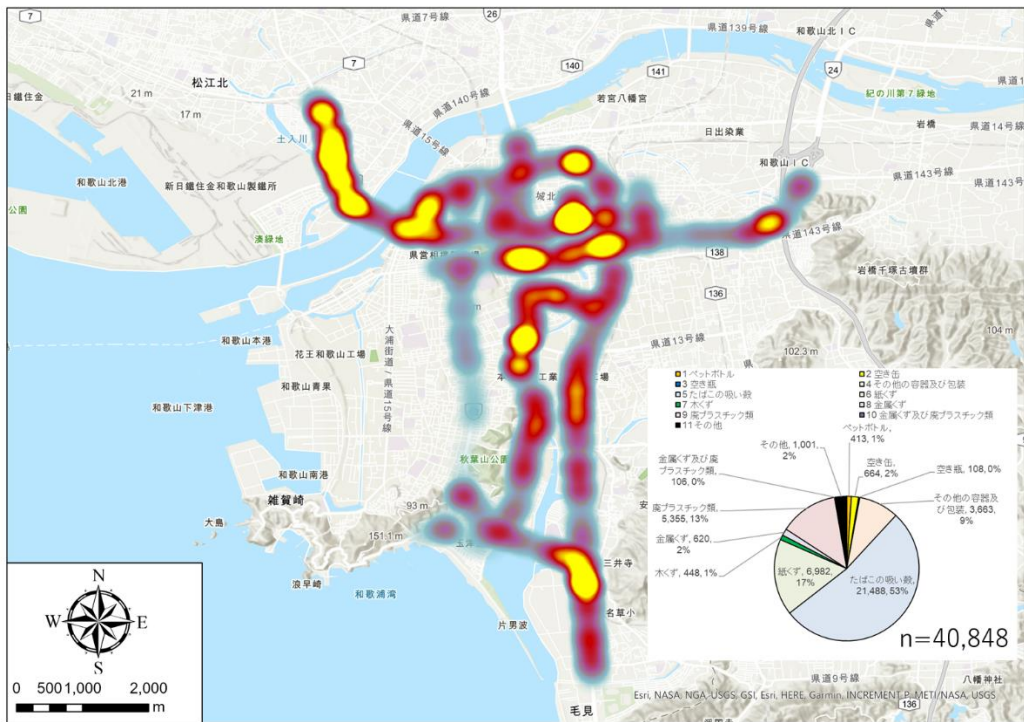 7
県道7号線
26
県道139号線
和歌山北IC
7
140
141
24
松江北
日鐵住金
21 m
17 m
県道140号線
県道15号線
若宮八幡宮
紀の川第7緑地
岩橋
県道14号線
土入川
日出染業
和歌山IC
和歌山北港
新日鐵住金和歌山製鐵所
県道143号線
県道143号線
公園
城北
湊緑地
県道143号線
138
岩橋千塚古墳群
136
和歌山本港
花王和歌山工場
大浦街道/県道15号線
県道13号線
104 m
102.3 m
和歌山青果
和歌山下津港
工業
工場
和歌山南港
秋葉山公園
雑賀崎
93 m
大島
151.1 m
浪早崎
和歌浦湾
三井寺
名草小
片男波
毛見
県道9号線
八幡神社
136
1 ペットボトル
2 空き缶
3 空き瓶
4 その他の容器及び包装
5 たばこの吸い殻
6 紙くず
7 木くず
8 金属くず
9 廃プラスチック類
10 金属くず及び廃プラスチック類
11 その他
ペットボトル,
413, 1%
その他, 1,001,
2%
空き缶,
664, 2%
空き瓶, 108, 0%
金属くず及び廃
プラスチック類,
106, 0%
その他の容器及
び包装, 3,663,
9%
廃プラスチック類,
5,355, 13%
金属くず, 620,
2%
木くず, 448, 1%
紙くず, 6,982,
17%
たばこの吸い殻,
21,488, 53%
n=40,848
N
W
E
S
0 500 1,000 2,000
m
Esri, NASA, NGA, USGS, GSI, Esri, HERE, Garmin, INCREMENT P, METI/NASA, USGS